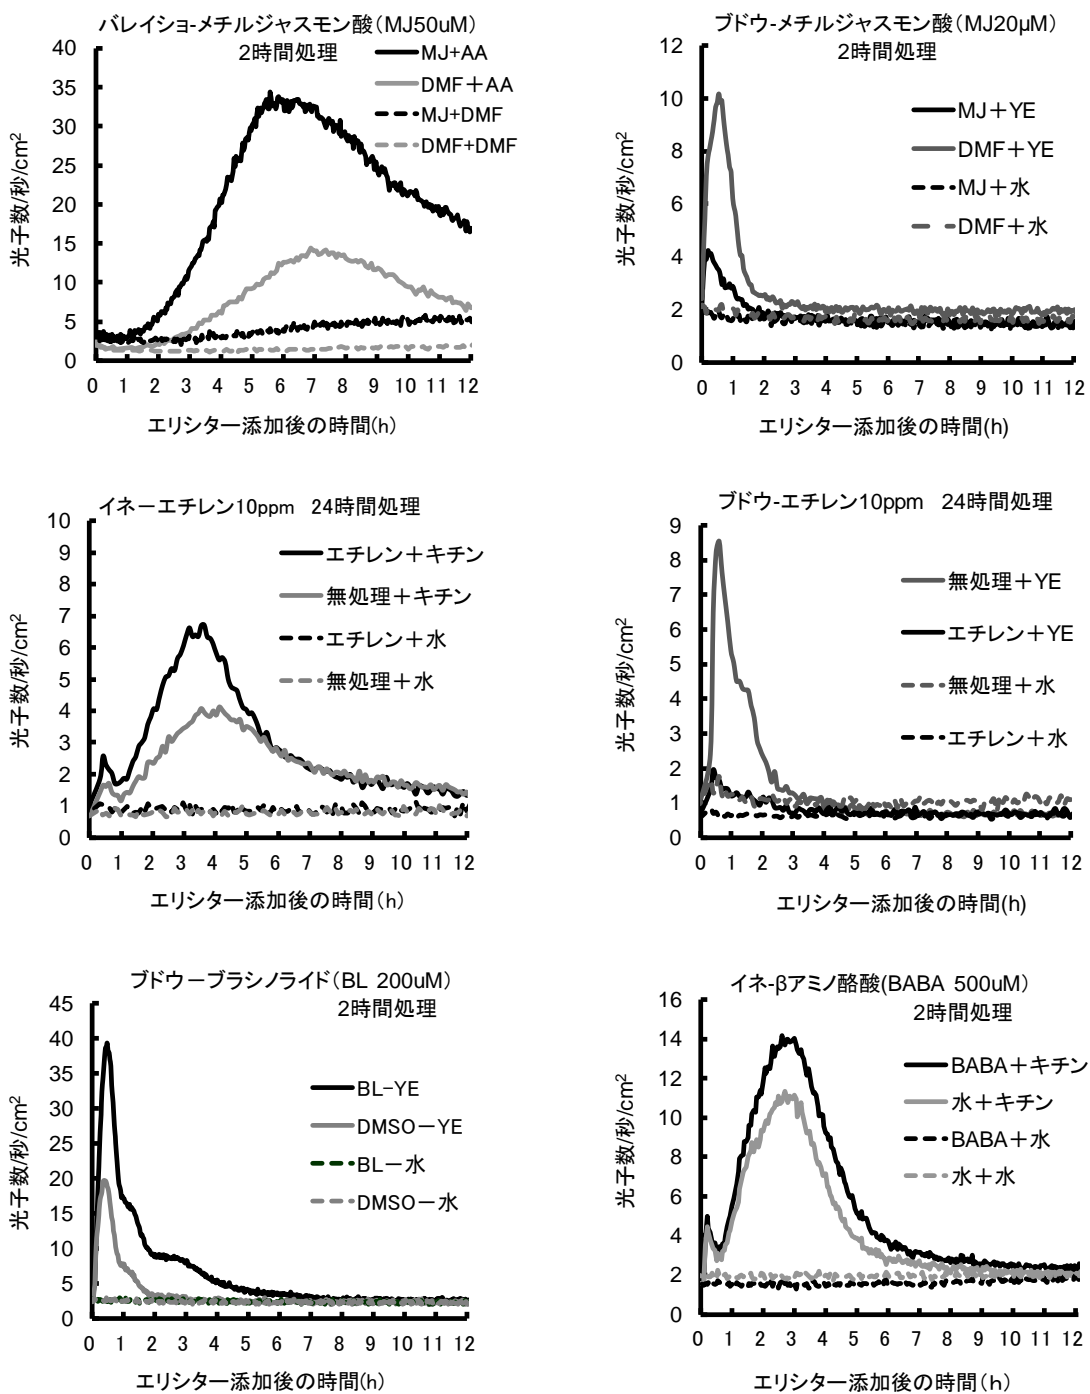 バレイショ-メチルジャスモン酸(MJ50uM)
2時間処理
光子数/秒/cm²
40
35
30
25
20
15
10
5
0
MJ+AA
DMF+AA
MJ+DMF
DMF+DMF
0 1 2 3 4 5 6 7 8 9 10 11 12
エリシター添加後の時間(h)
ブドウ-メチルジャスモン酸(MJ20μM)
2時間処理
光子数/秒/cm²
12
10
8
6
4
2
0
MJ+YE
DMF+YE
MJ+水
DMF+水
0 1 2 3 4 5 6 7 8 9 10 11 12
エリシター添加後の時間(h)
イネーエチレン10ppm 24時間処理
光子数/秒/cm²
10
9
8
7
6
5
4
3
2
1
0
エチレン+キチン
無処理+キチン
エチレン+水
無処理+水
0 1 2 3 4 5 6 7 8 9 10 11 12
エリシター添加後の時間(h)
ブドウ-エチレン10ppm 24時間処理
光子数/秒/cm²
9
8
7
6
5
4
3
2
1
0
無処理+YE
エチレン+YE
無処理+水
エチレン+水
0 1 2 3 4 5 6 7 8 9 10 11 12
エリシター添加後の時間(h)
ブドウーブラシノライド(BL 200uM)
2時間処理
光子数/秒/cm²
45
40
35
30
25
20
15
10
5
0
BL-YE
DMSO-YE
BL-水
DMSO-水
0 1 2 3 4 5 6 7 8 9 10 11 12
エリシター添加後の時間(h)
イネ-βアミノ酪酸(BABA 500uM)
2時間処理
光子数/秒/cm²
16
14
12
10
8
6
4
2
0
BABA+キチン
水+キチン
BABA+水
水+水
0 1 2 3 4 5 6 7 8 9 10 11 12
エリシター添加後の時間(h)